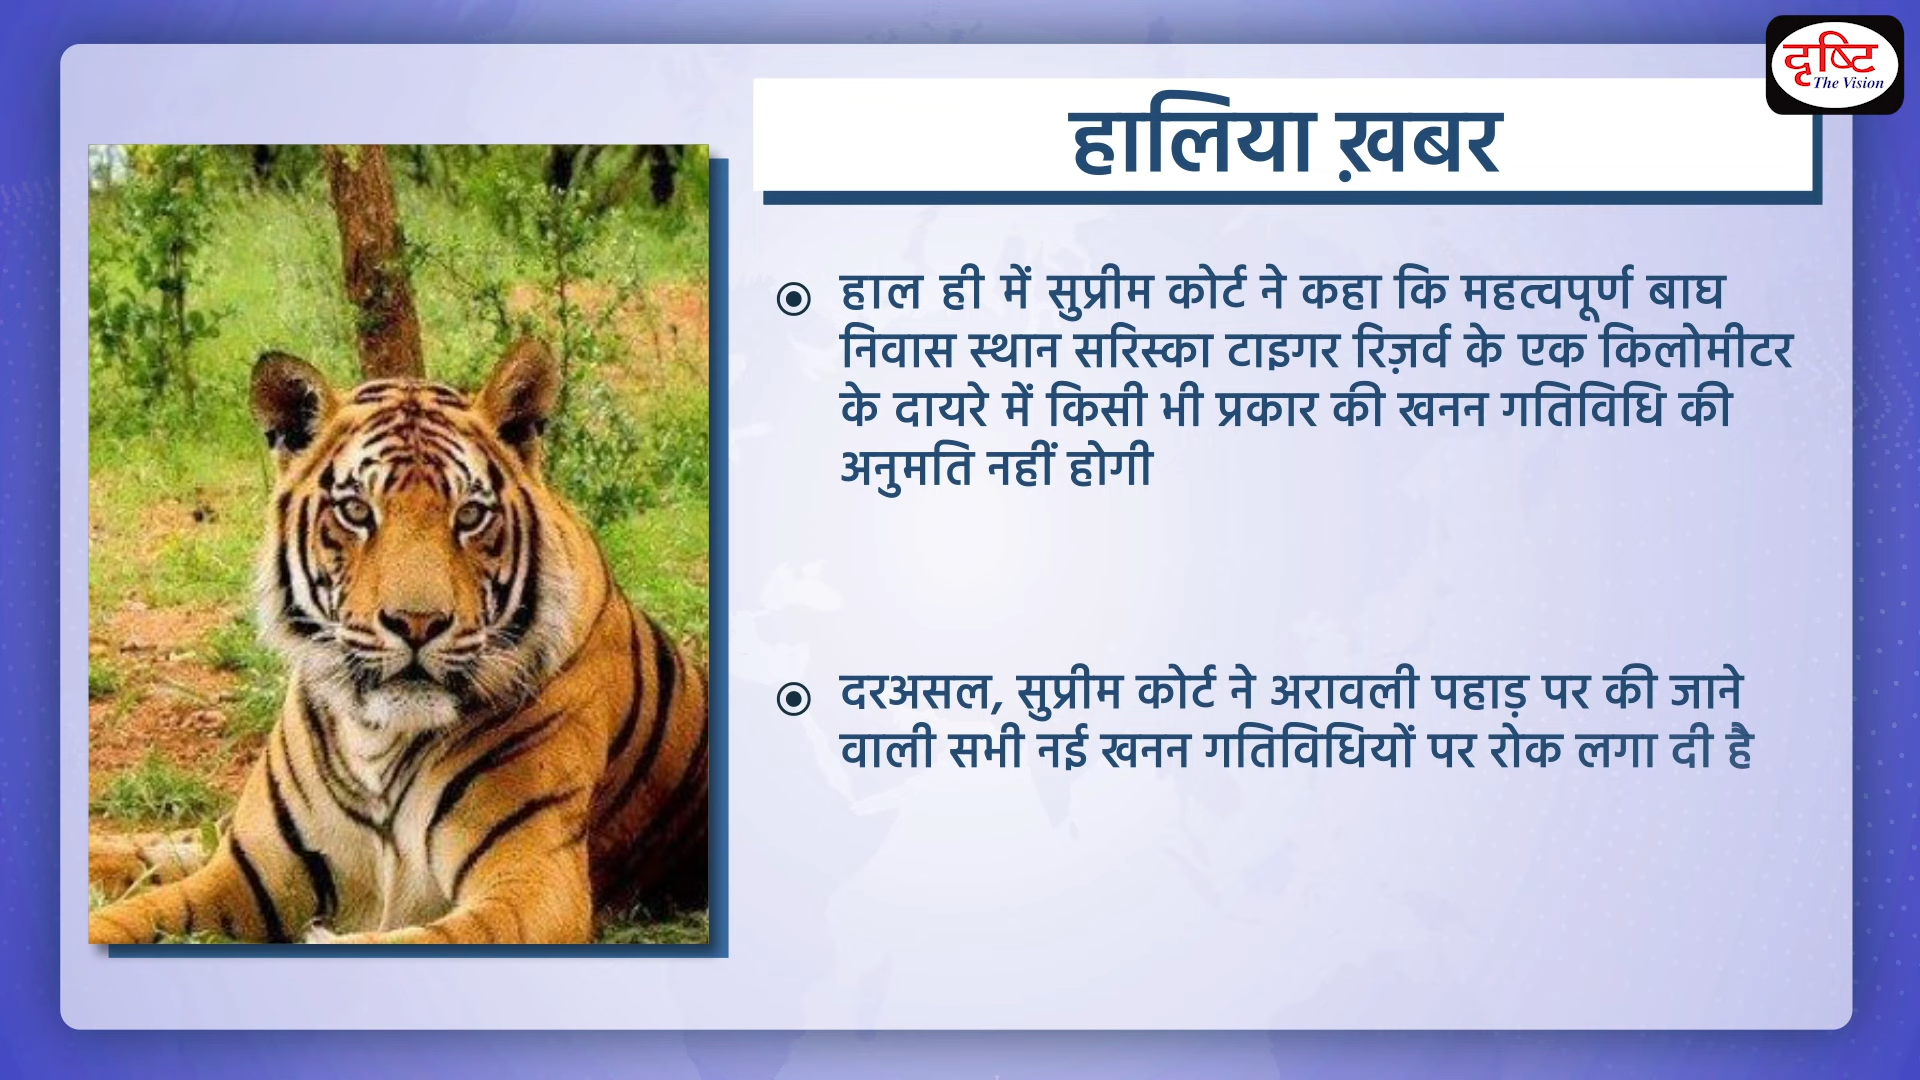 दृष्टि
The Vision
हालिया ख़बर
हाल ही में सुप्रीम कोर्ट ने कहा कि महत्वपूर्ण बाघ
निवास स्थान सरिस्का टाइगर रिज़र्व के एक किलोमीटर
के दायरे में किसी भी प्रकार की खनन गतिविधि की
अनुमति नहीं होगी
दरअसल, सुप्रीम कोर्ट ने अरावली पहाड़ पर की जाने
वाली सभी नई खनन गतिविधियों पर रोक लगा दी है